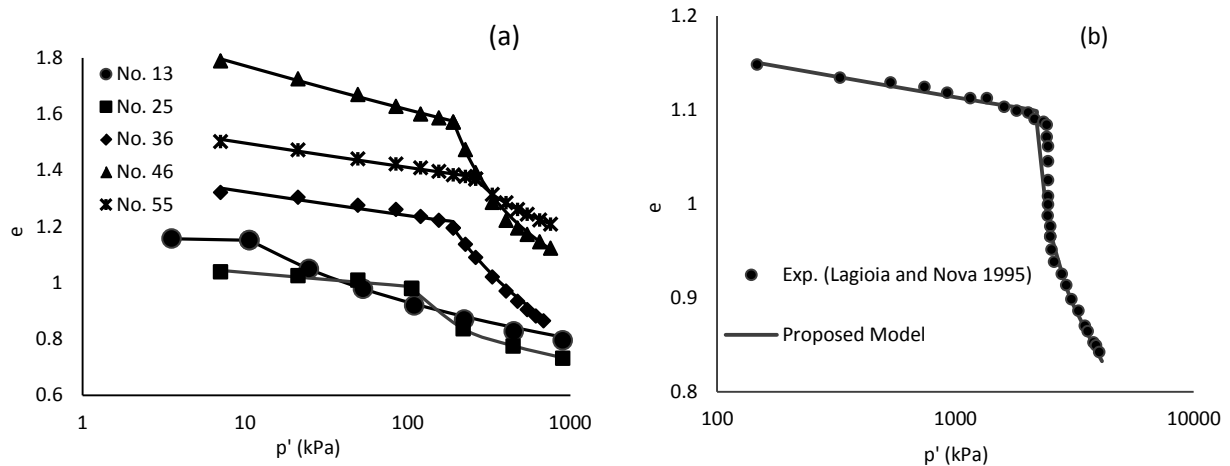 (a)
1.8
1.6
1.4
1.2
1
0.8
0.6
e
No. 13
No. 25
No. 36
No. 46
No. 55
1
10
100
1000
p' (kPa)
(b)
1.2
1.1
1
0.9
0.8
e
Exp. (Lagioia and Nova 1995)
Proposed Model
100
1000
10000
p' (kPa)